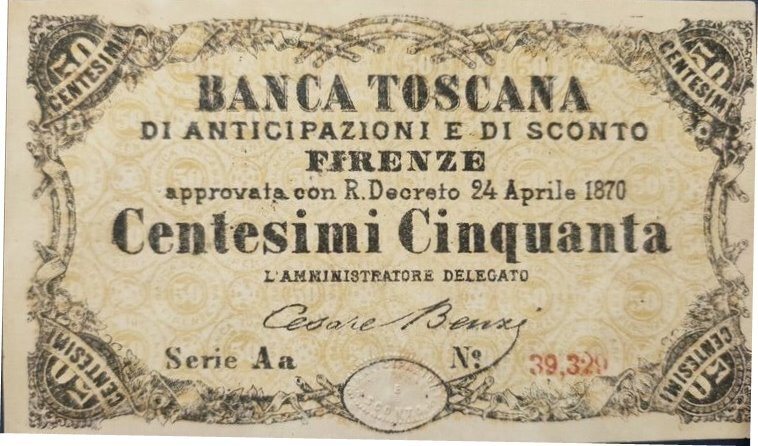 50 CENTESIMI
50 CENTESIMI
BANCA TOSCANA
DI ANTICIPAZIONI E DI SCONTO
FIRENZE
approvata con R. Decreto 24 Aprile 1870
Centesimi Cinquanta
L'AMMINISTRATORE DELEGATO
Cesare Benzi
Serie Aa Nº 39,329
50 CENTESIMI
50 CENTESIMI